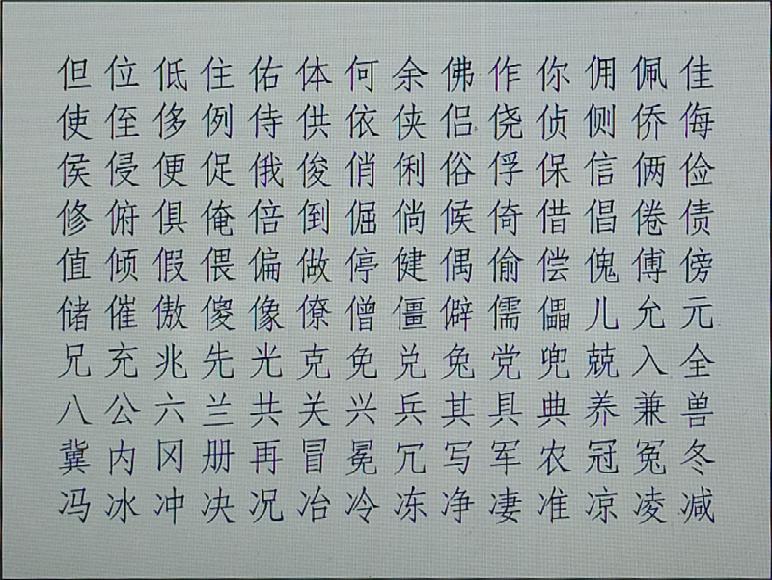 但位低住佑体何余佛作你佣佩佳
使侄侈例侍供依侠侣侥侦侧侨侮
侯侵便促俄俊俏俐俗俘保信俩俭
修俯俱俺倍倒倔倘候倚借倡倦债
值倾假偎偏做停健偶偷偿傀傅傍
储催傲傻像僚僧僵僻儒儡儿允元
兄充兆先光克免兑兔党兜兢入全
八公六兰共关兴兵其具典养兼兽
冀内冈册再冒冕冗写军农冠冤冬
冯冰冲决况冶冷冻净凄准凉凌减